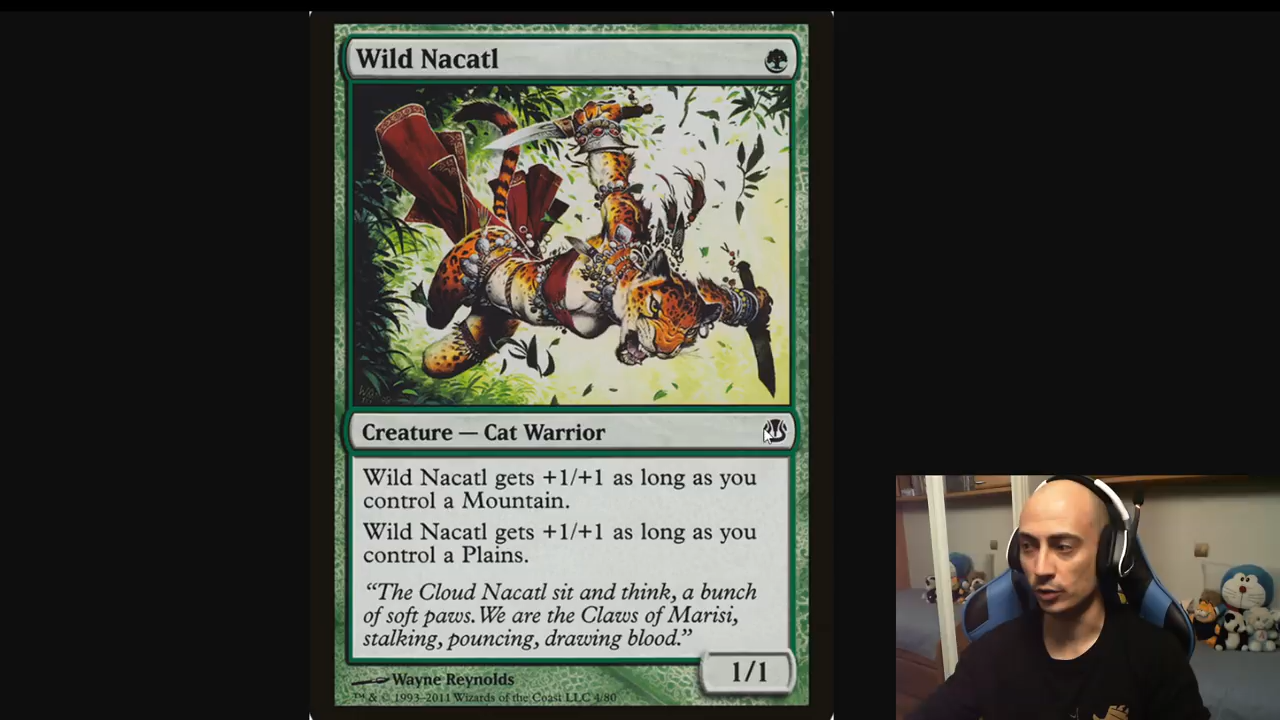 Wild Nacatl
Creature — Cat Warrior
Wild Nacatl gets +1/+1 as long as you
control a Mountain.
Wild Nacatl gets +1/+1 as long as you
control a Plains.
“The Cloud Nacatl sit and think, a bunch
of soft paws. We are the Claws of Marisi,
stalking, pouncing, drawing blood.”
1/1
Wayne Reynolds
™ & © 1993–2011 Wizards of the Coast LLC 4/80